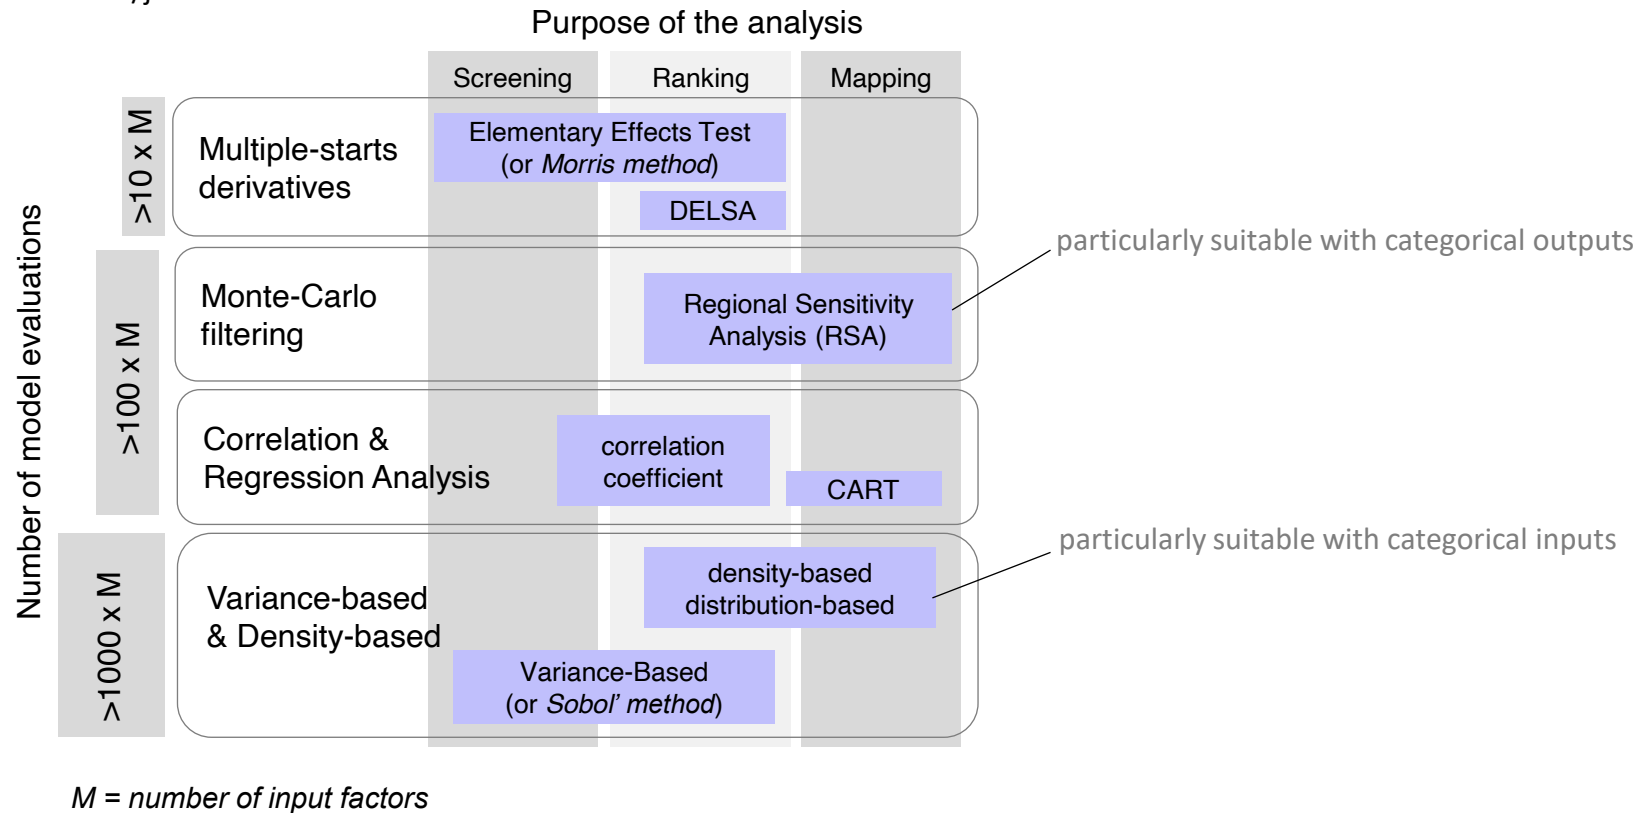 Purpose of the analysis
Screening
Ranking
Mapping
Number of model evaluations
>10 x M
Multiple-starts
derivatives
Elementary Effects Test
(or Morris method)
DELSA
>100 x M
Monte-Carlo
filtering
Regional Sensitivity
Analysis (RSA)
particularly suitable with categorical outputs
Correlation &
Regression Analysis
correlation
coefficient
CART
>1000 x M
Variance-based
& Density-based
density-based
distribution-based
particularly suitable with categorical inputs
Variance-Based
(or Sobol’ method)
M = number of input factors